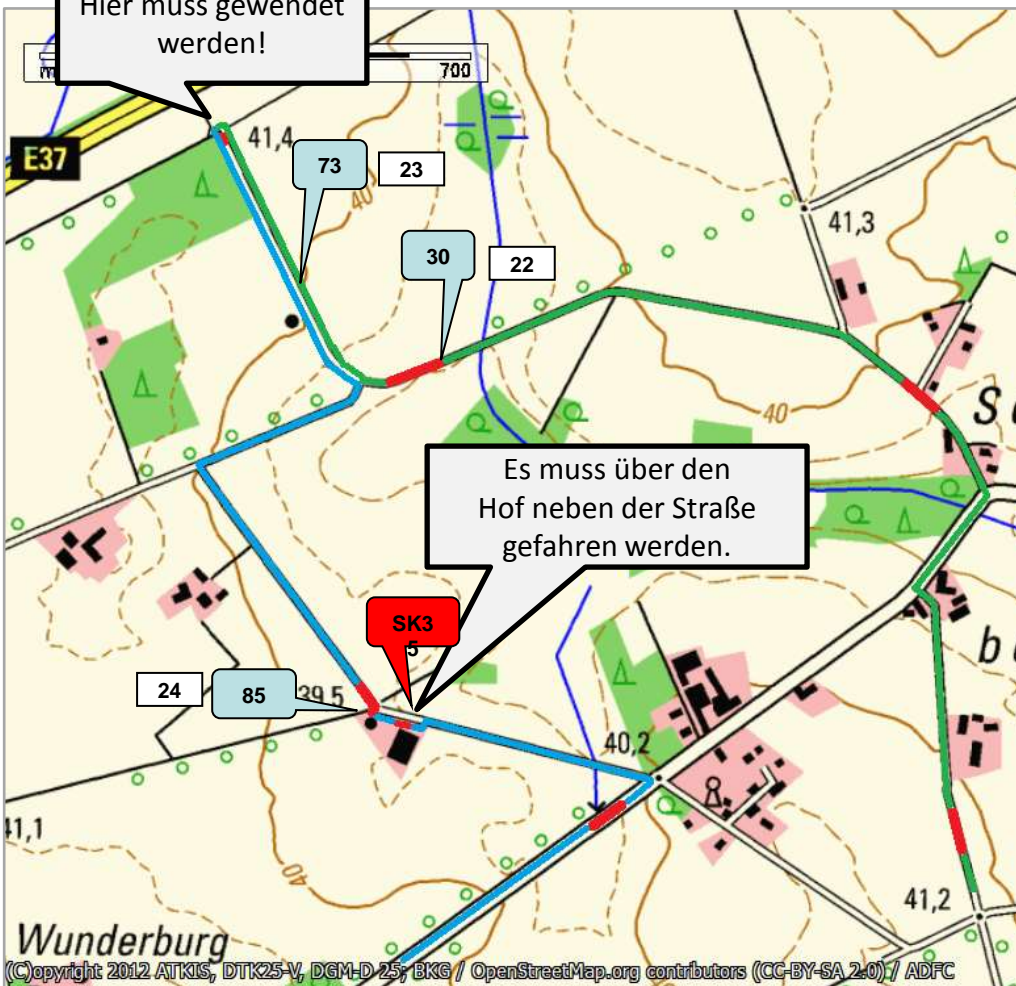 Hier muss gewendet
werden!
700
E37
41,4
73
23
40
30
22
41,3
40
S
Es muss über den
Hof neben der Straße
gefahren werden.
SK3
5
b
24
85
39,5
40,2
41,1
40
41,2
Wunderburg
(C)opyright 2012 ATKIS, DTK25-V, DGM-D 25; BKG / OpenStreetMap.org contributors (CC-BY-SA 2.0) / ADFC